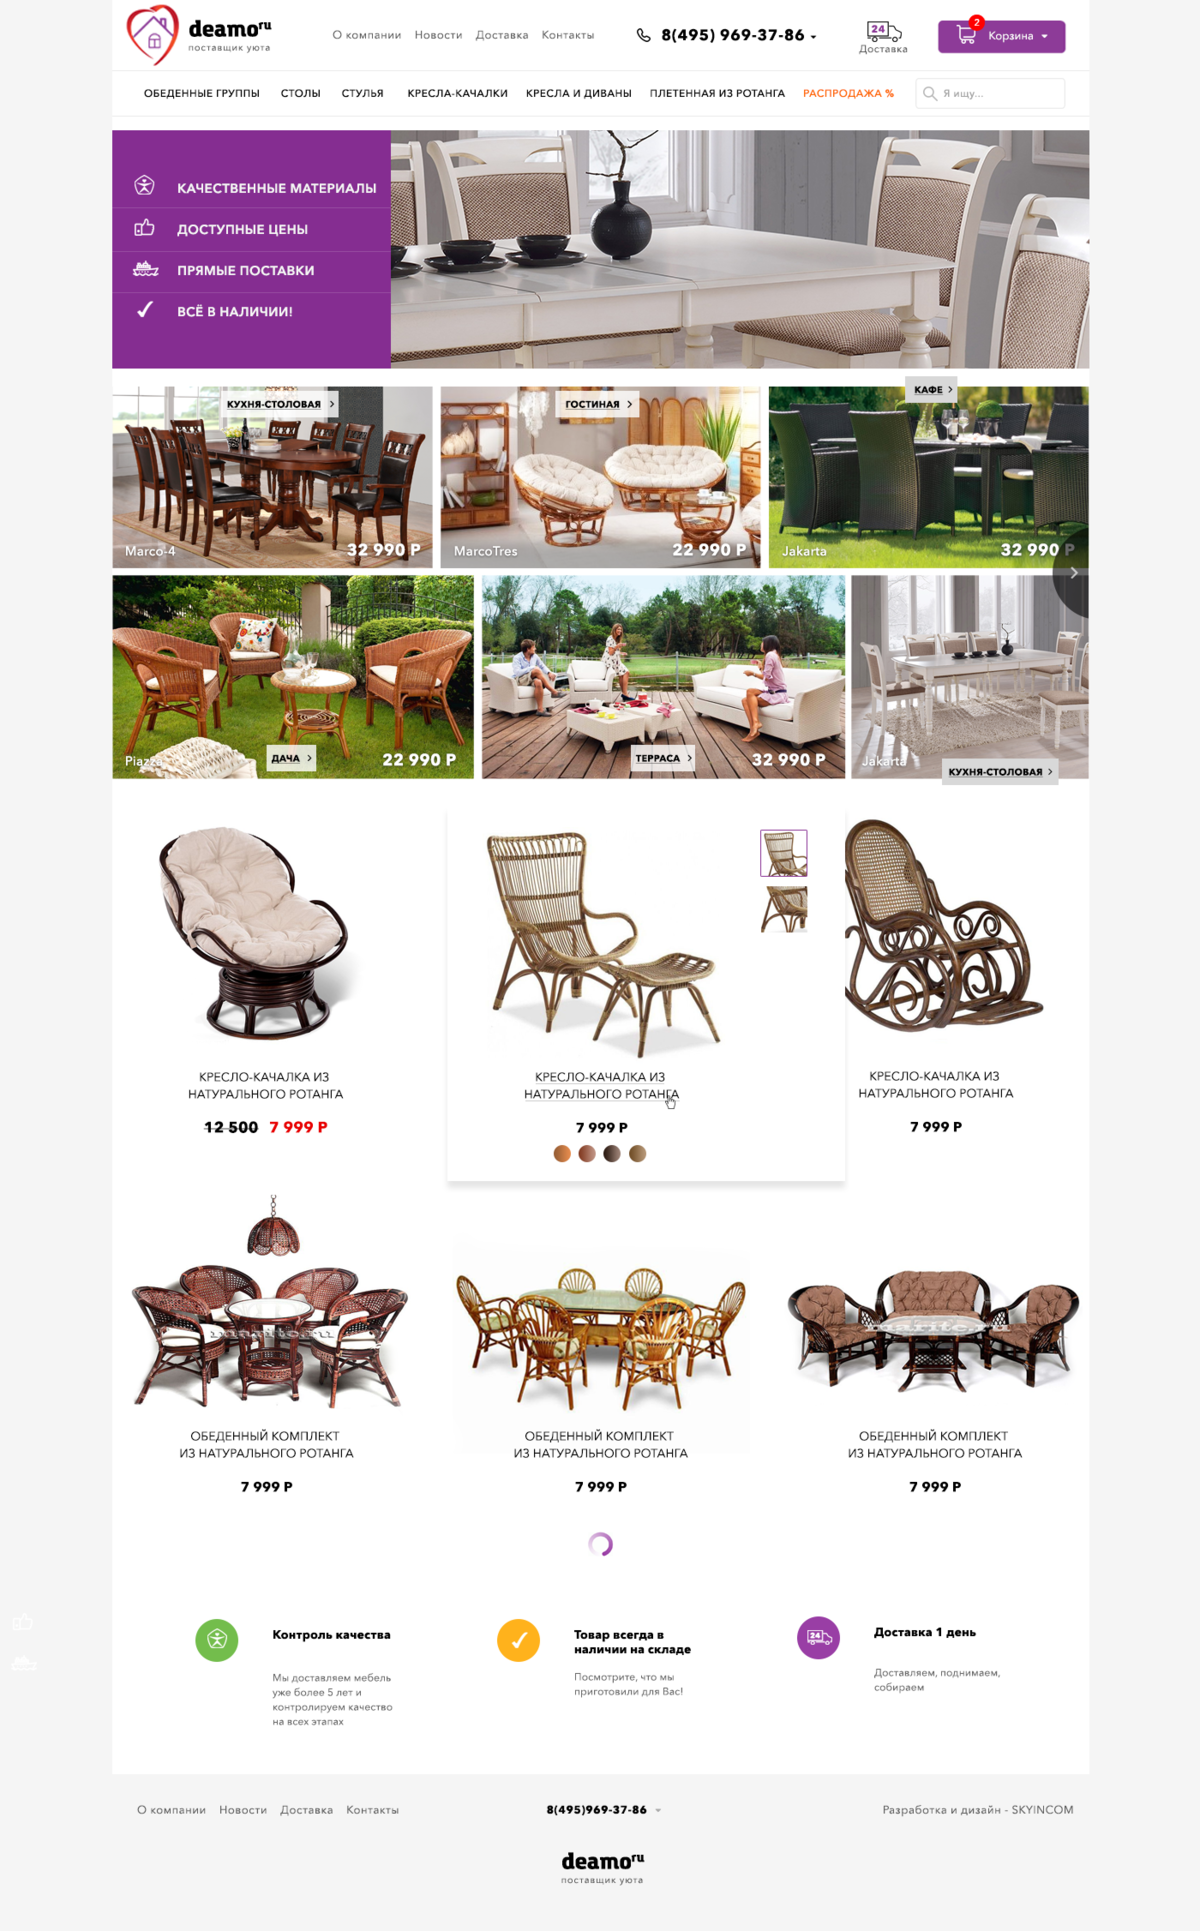 deamo ru
поставщик уюта
О компании Новости Доставка Контакты
8(495) 969-37-86
24
Доставка
2
Корзина
ОБЕДЕННЫЕ ГРУППЫ СТОЛЫ СТУЛЬЯ КРЕСЛА-КАЧАЛКИ КРЕСЛА И ДИВАНЫ ПЛЕТЕННАЯ ИЗ РОТАНГА РАСПРОДАЖА %
Я ищу...
КАЧЕСТВЕННЫЕ МАТЕРИАЛЫ
ДОСТУПНЫЕ ЦЕНЫ
ПРЯМЫЕ ПОСТАВКИ
ВСЁ В НАЛИЧИИ!
КУХНЯ-СТОЛОВАЯ
Marco-4 32 990 Р
ГОСТИНАЯ
MarcoTres 22 990 Р
КАФЕ
Jakarta 32 990 Р
Piazza ДАЧА 22 990 Р
ТЕРРАСА 32 990 Р
Jakarta КУХНЯ-СТОЛОВАЯ
КРЕСЛО-КАЧАЛКА ИЗ
НАТУРАЛЬНОГО РОТАНГА
12 500 7 999 Р
КРЕСЛО-КАЧАЛКА ИЗ
НАТУРАЛЬНОГО РОТАНГА
7 999 Р
КРЕСЛО-КАЧАЛКА ИЗ
НАТУРАЛЬНОГО РОТАНГА
7 999 Р
ОБЕДЕННЫЙ КОМПЛЕКТ
ИЗ НАТУРАЛЬНОГО РОТАНГА
7 999 Р
ОБЕДЕННЫЙ КОМПЛЕКТ
ИЗ НАТУРАЛЬНОГО РОТАНГА
7 999 Р
ОБЕДЕННЫЙ КОМПЛЕКТ
ИЗ НАТУРАЛЬНОГО РОТАНГА
7 999 Р
Контроль качества
Мы доставляем мебель
уже более 5 лет и
контролируем качество
на всех этапах
Товар всегда в
наличии на складе
Посмотрите, что мы
приготовили для Вас!
24
Доставка 1 день
Доставляем, поднимаем,
собираем
О компании Новости Доставка Контакты
8(495)969-37-86
Разработка и дизайн - SKYINCOM
deamo ru
поставщик уюта